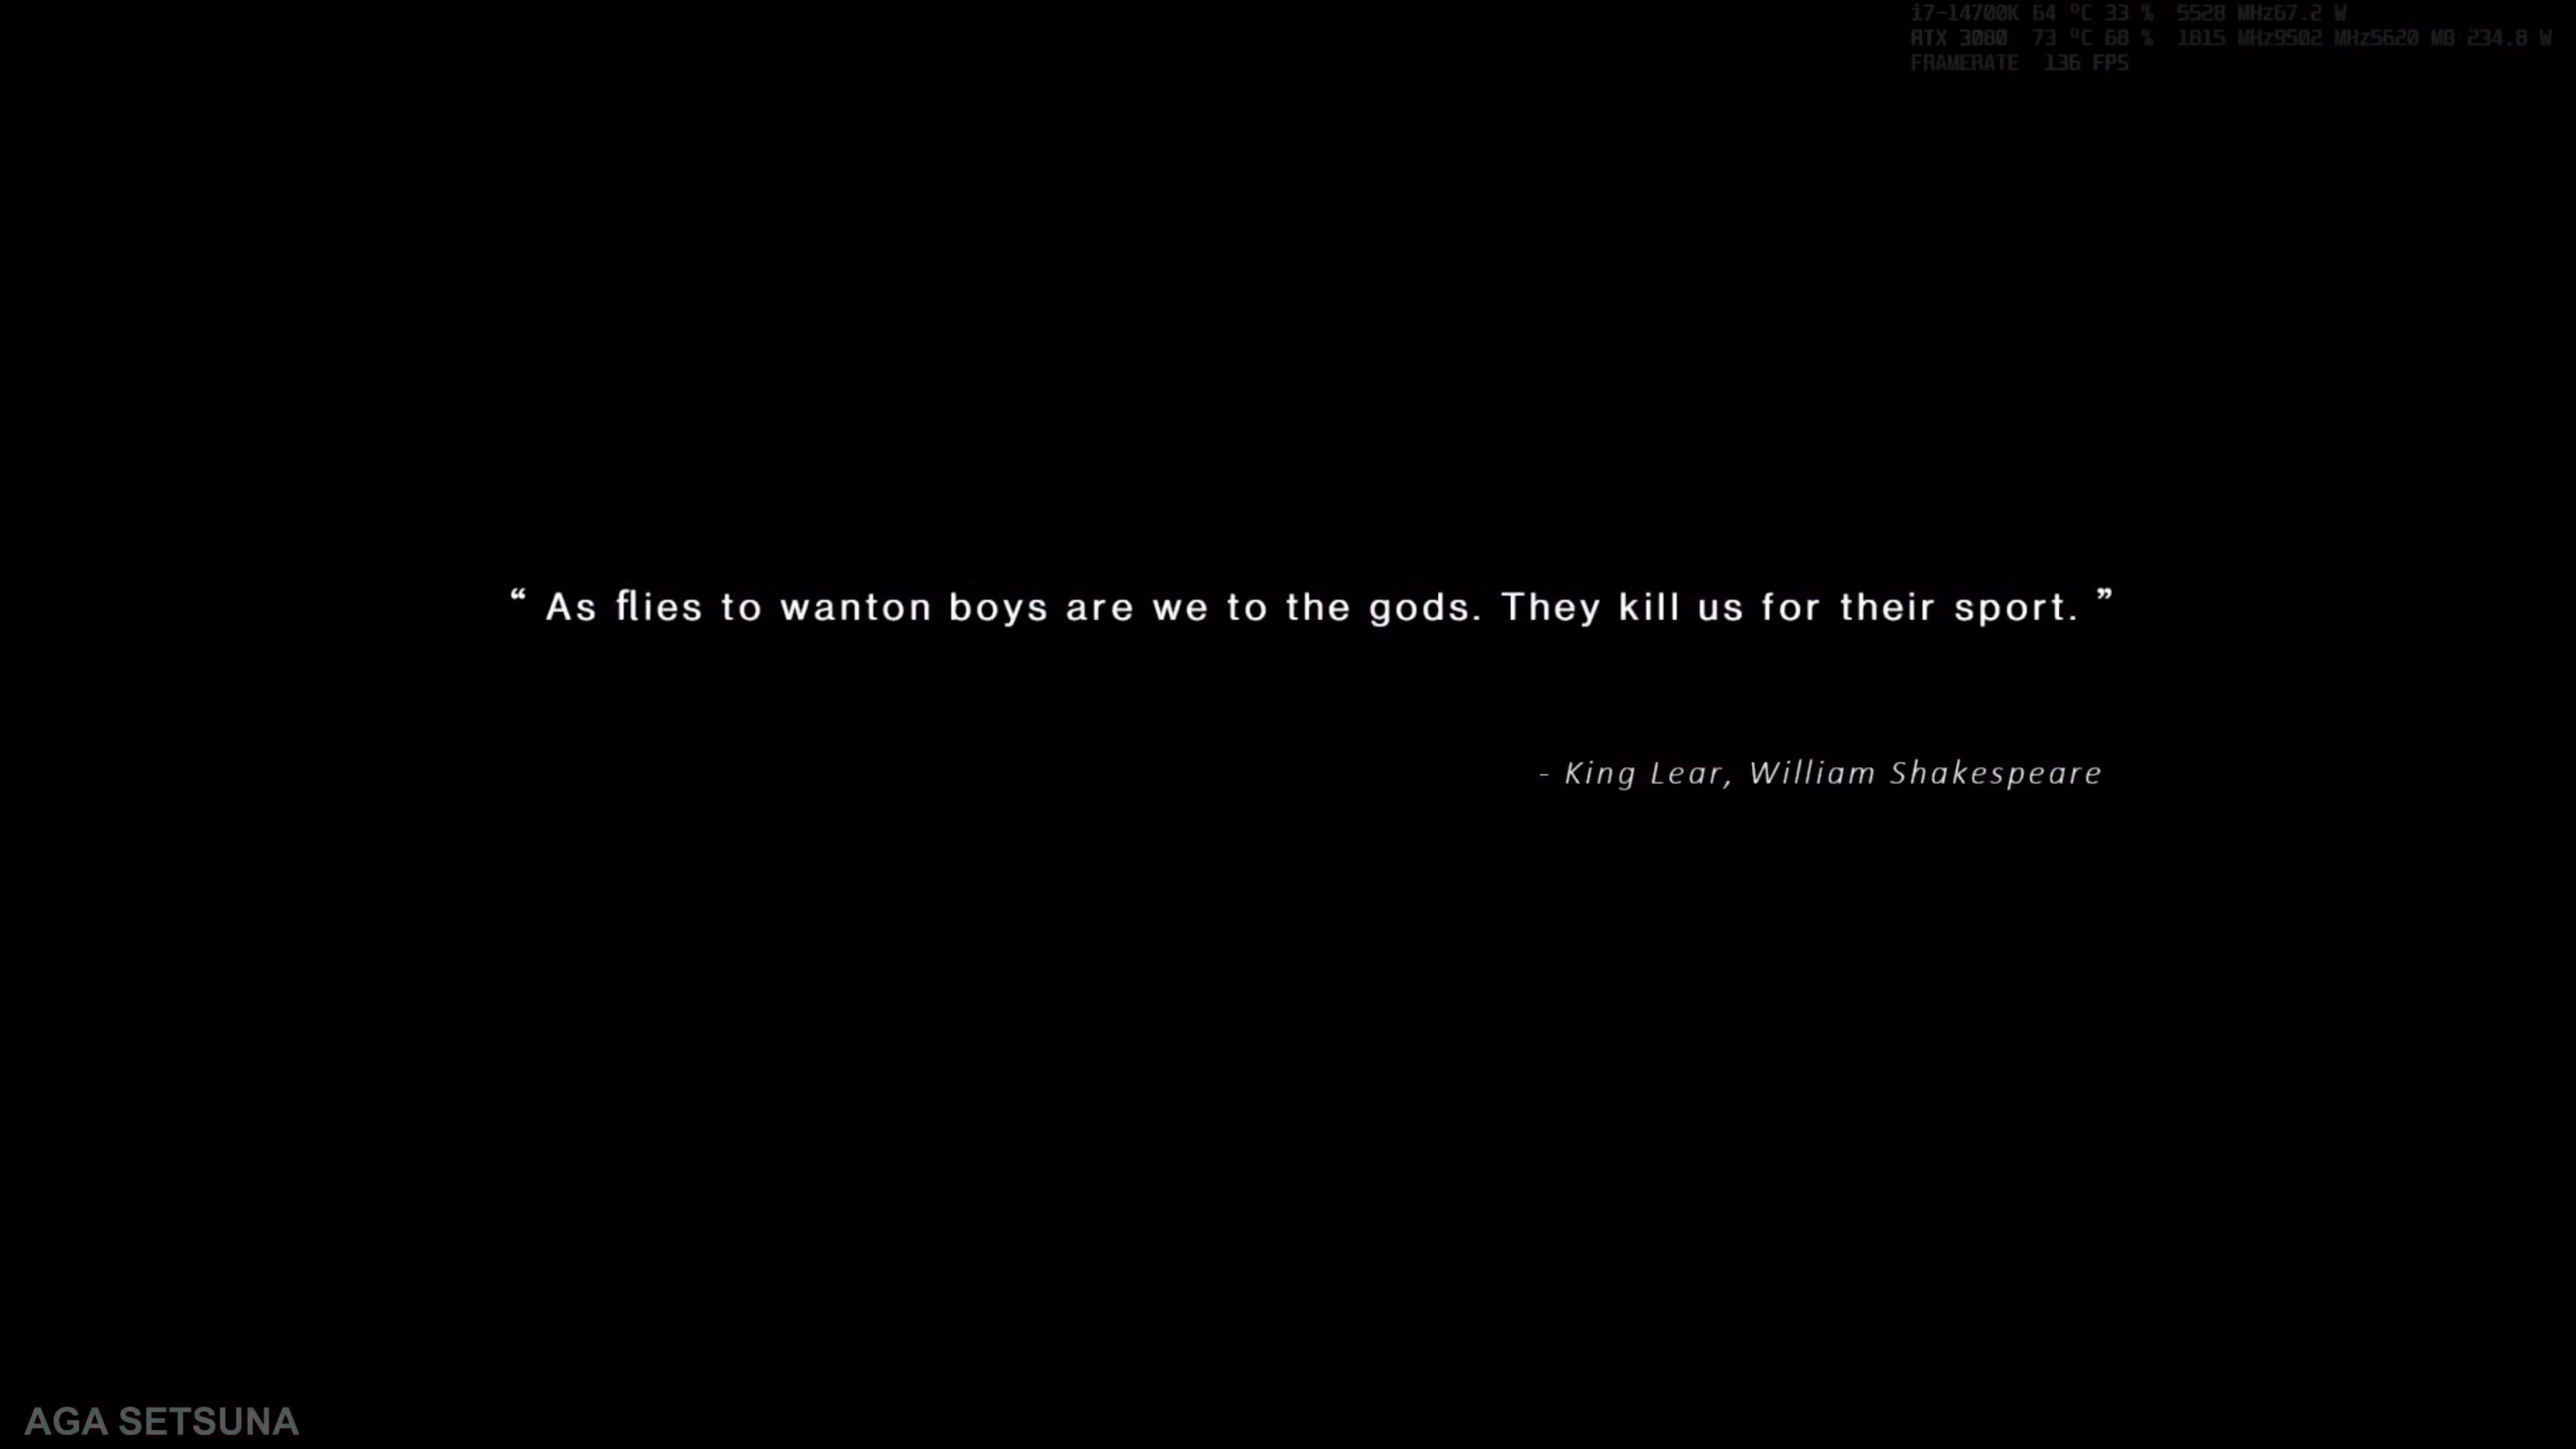 i7-14700K 64 °C 33 % 5528 MHz67.2 W
RTX 3080 73 °C 68 % 1815 MHz9502 MHz5620 MB 234.8 W
FRAMERATE 136 FPS
“ As flies to wanton boys are we to the gods. They kill us for their sport. ”
- King Lear, William Shakespeare
AGA SETSUNA